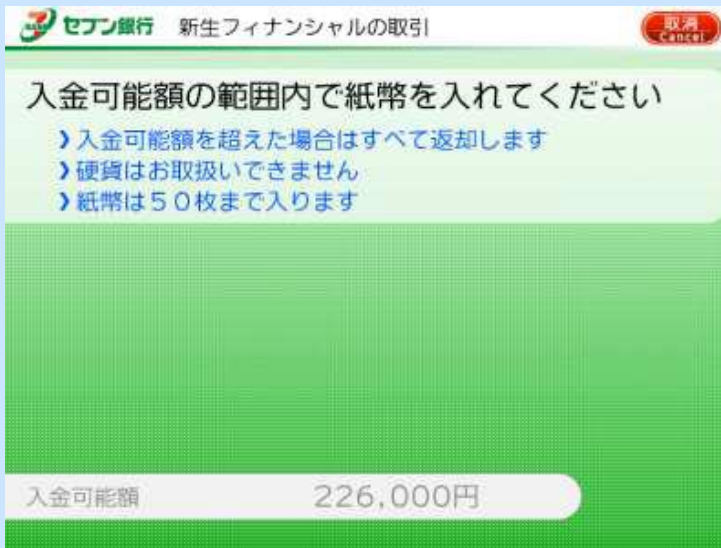 セブン銀行 新生フィナンシャルの取引 取消
Cancel
入金可能額の範囲内で紙幣を入れてください
❯入金可能額を超えた場合はすべて返却します
❯硬貨はお取扱いできません
❯紙幣は50枚まで入ります
入金可能額 226,000円